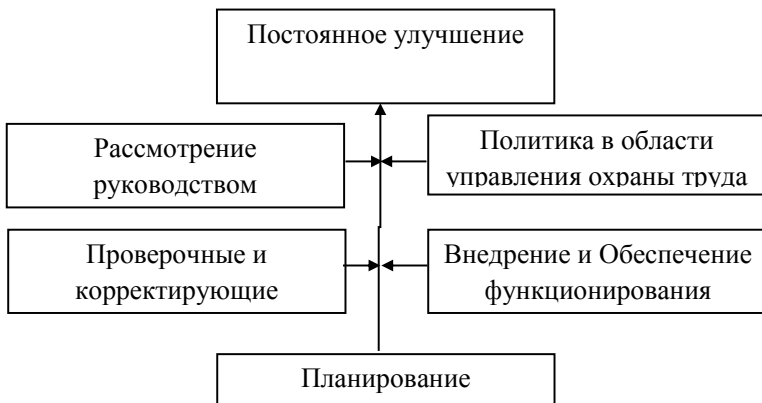 Постоянное улучшение
Рассмотрение
руководством
Политика в области
управления охраны труда
Проверочные и
корректирующие
Внедрение и Обеспечение
функционирования
Планирование